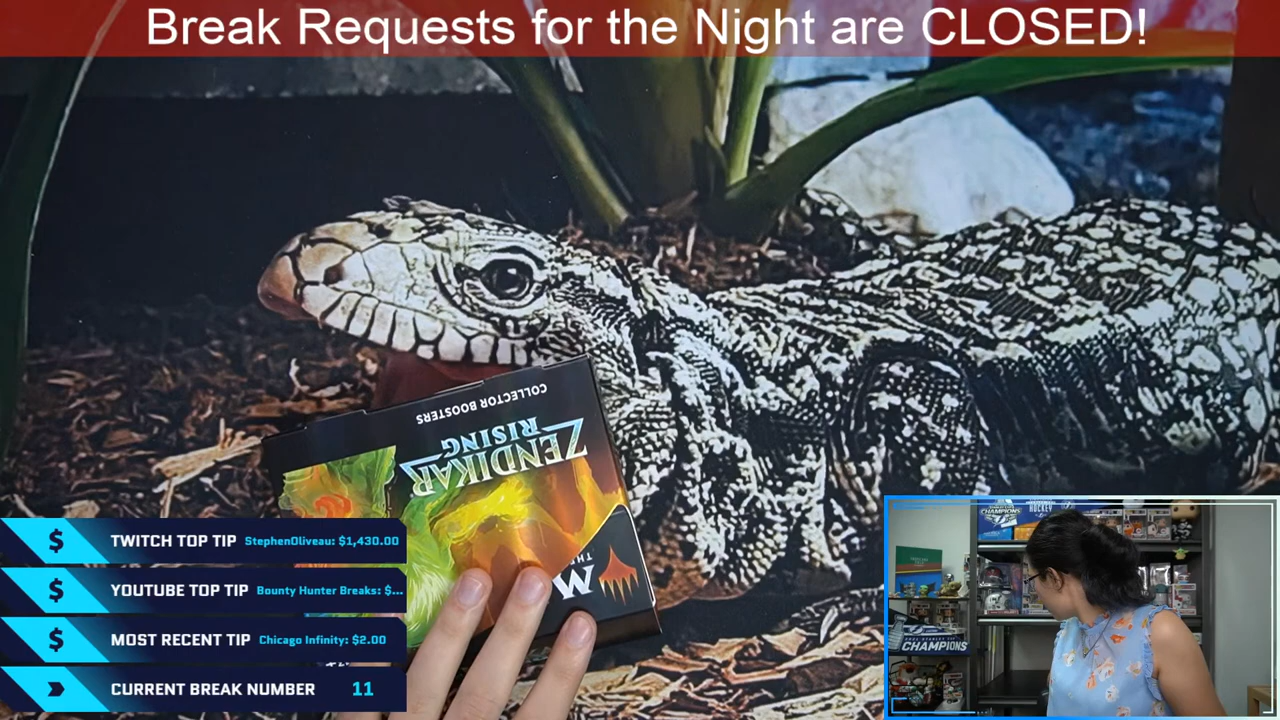 Break Requests for the Night are CLOSED!
COLLECTOR BOOSTERS
ZENDIKAR
RISING
THE
M
TWITCH TOP TIP StephenOliveau: $1,430.00
YOUTUBE TOP TIP Bounty Hunter Breaks: $...
MOST RECENT TIP Chicago Infinity: $2.00
CURRENT BREAK NUMBER 11
CHAMPIONS
HOCKEY
CHAMPIONS